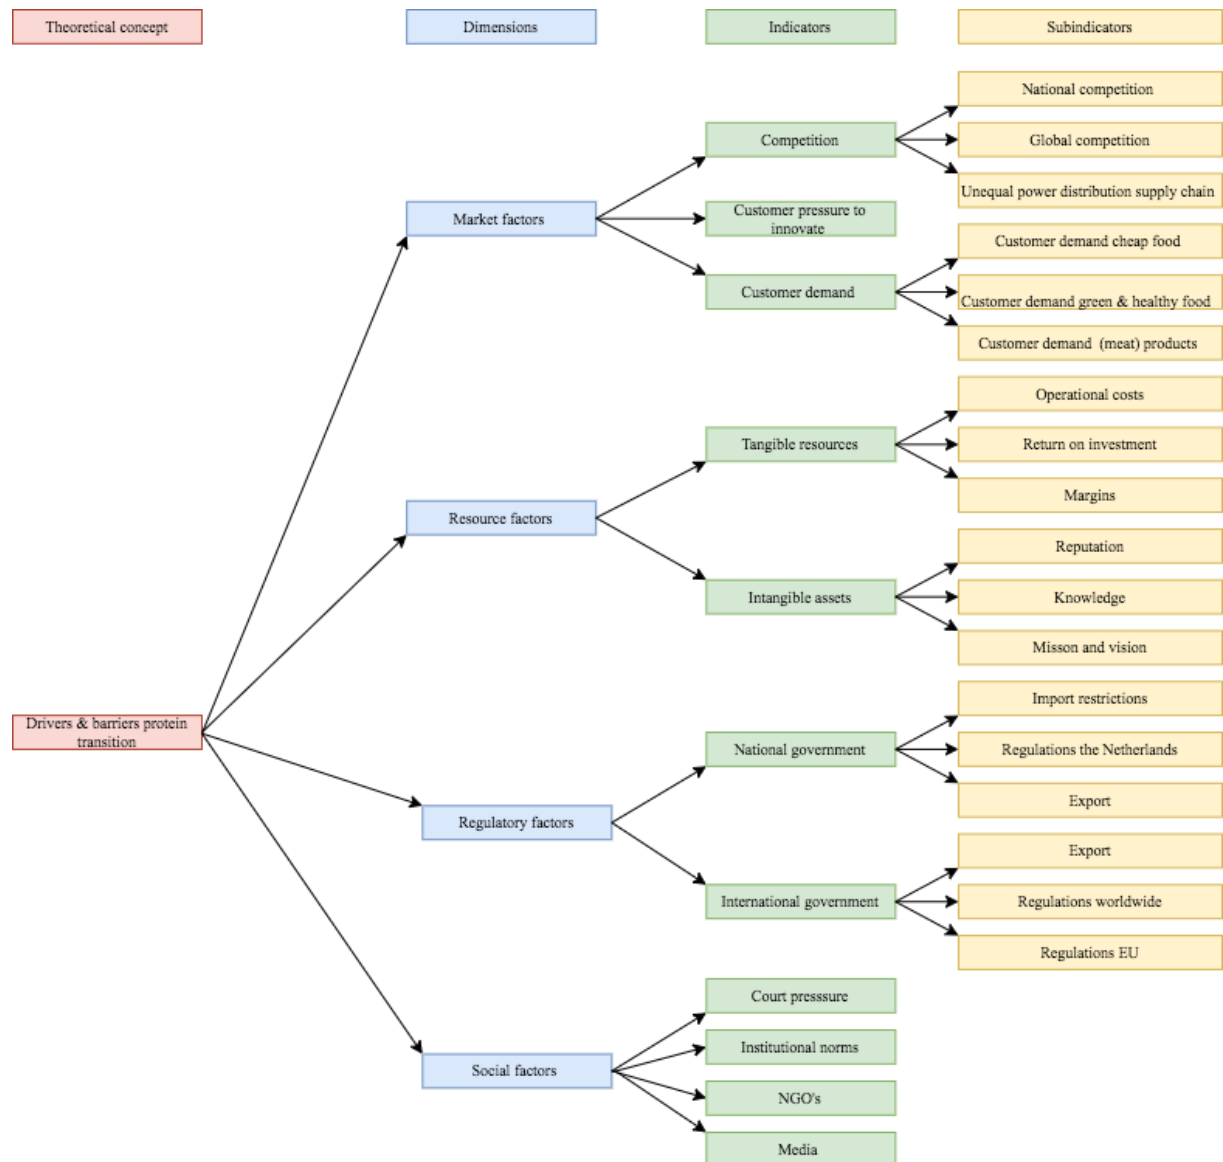 Theoretical concept
Dimensions
Indicators
Subindicators
National competition
Competition
Global competition
Unequal power distribution supply chain
Market factors
Customer pressure to
innovate
Customer demand cheap food
Customer demand
Customer demand green & healthy food
Customer demand (meat) products
Operational costs
Tangible resources
Return on investment
Margins
Resource factors
Reputation
Intangible assets
Knowledge
Misson and vision
Drivers & barriers protein
transition
Import restrictions
National government
Regulations the Netherlands
Export
Regulatory factors
Export
International government
Regulations worldwide
Regulations EU
Court presssure
Institutional norms
Social factors
NGO's
Media